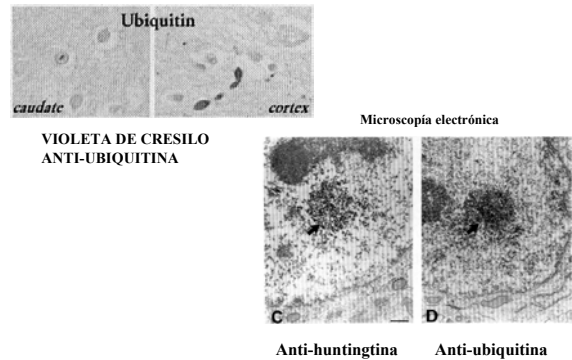 Ubiquitin
caudate
cortex
VIOLETA DE CRESILO
ANTI-UBIQUITINA
Microscopía electrónica
C
D
Anti-huntingtina
Anti-ubiquitina